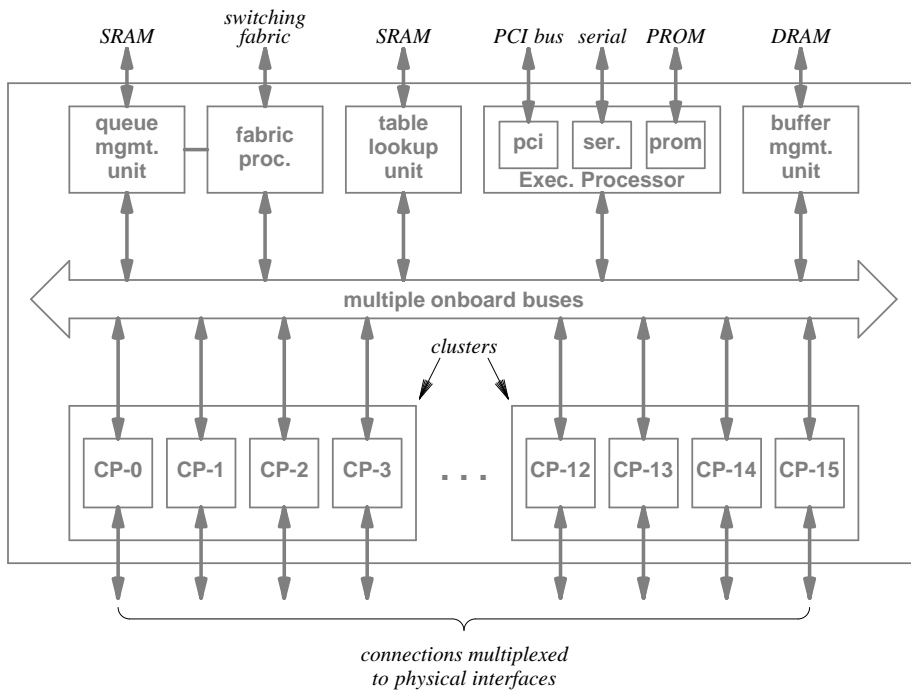 SRAM
switching
fabric
SRAM
PCI bus
serial
PROM
DRAM
queue
mgmt.
unit
fabric
proc.
table
lookup
unit
pci
ser.
prom
Exec. Processor
buffer
mgmt.
unit
multiple onboard buses
clusters
CP-0
CP-1
CP-2
CP-3
. . .
CP-12
CP-13
CP-14
CP-15
connections multiplexed
to physical interfaces